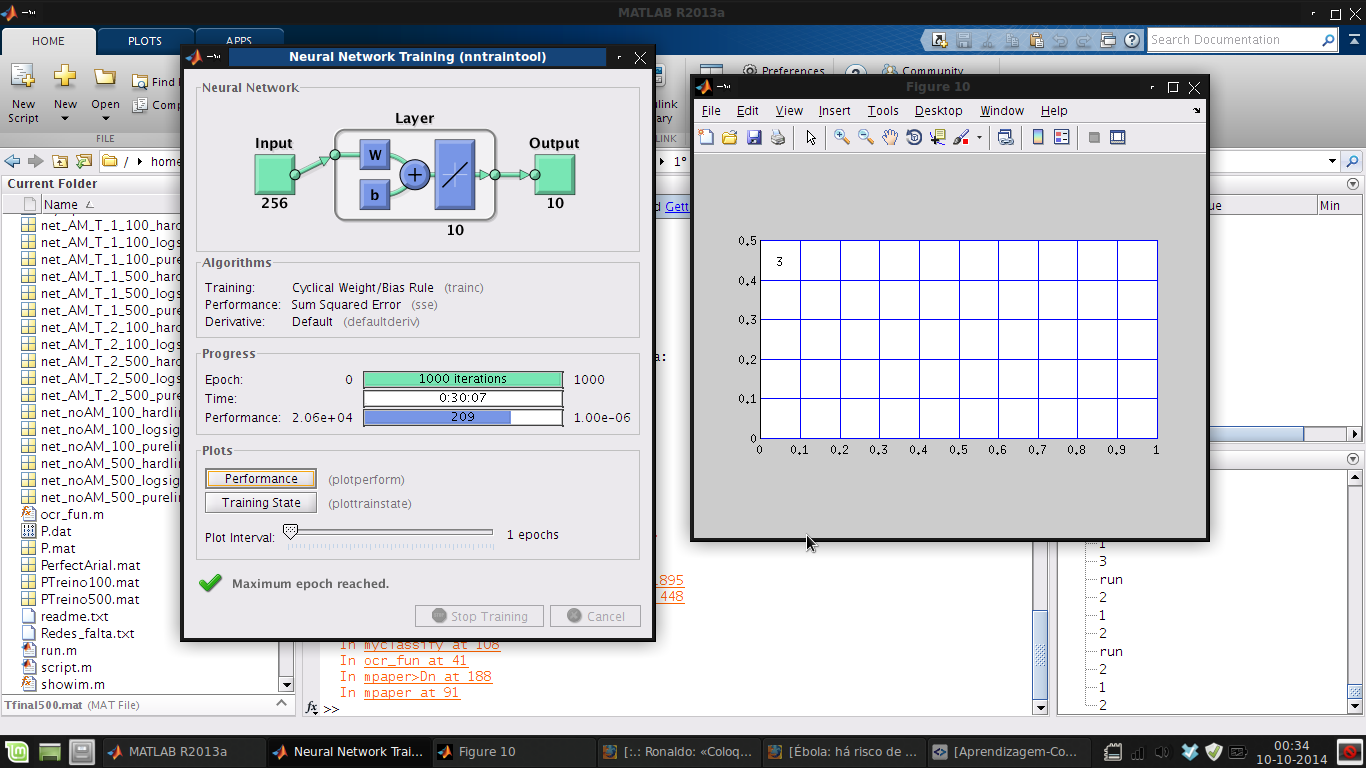 MATLAB R2013a
HOME
PLOTS
APPS
Search Documentation
New Script
New
Open
Find
Comp
FILE
Preferences
Community
home
1°
Current Folder
Name
net_AM_T_1_100_hard
net_AM_T_1_100_logs
net_AM_T_1_100_pure
net_AM_T_1_500_hard
net_AM_T_1_500_logs
net_AM_T_1_500_pure
net_AM_T_2_100_hard
net_AM_T_2_100_logs
net_AM_T_2_100_pure
net_AM_T_2_500_hard
net_AM_T_2_500_logs
net_AM_T_2_500_pure
net_noAM_100_hardlin
net_noAM_100_logsig
net_noAM_100_purelin
net_noAM_500_hardlin
net_noAM_500_logsig
net_noAM_500_purelin
ocr_fun.m
P.dat
P.mat
PerfectArial.mat
PTreino100.mat
PTreino500.mat
readme.txt
Redes_falta.txt
run.m
script.m
showim.m
Tfinal500.mat (MAT File)
Neural Network Training (nntraintool)
Neural Network
Layer
Input
Output
W
b
+
256
10
10
Algorithms
Training: Cyclical Weight/Bias Rule (trainc)
Performance: Sum Squared Error (sse)
Derivative: Default (defaultderiv)
Progress
Epoch: 0 1000 iterations 1000
Time: 0:30:07
Performance: 2.06e+04 209 1.00e-06
Plots
Performance (plotperform)
Training State (plottrainstate)
Plot Interval: 1 epochs
Maximum epoch reached.
Stop Training
Cancel
d Gett
a:
895
448
In myclassify at 108
In ocr_fun at 41
In mpaper>Dn at 188
In mpaper at 91
fx >>
Figure 10
File Edit View Insert Tools Desktop Window Help
0.5
3
0.4
0.3
0.2
0.1
0
0 0.1 0.2 0.3 0.4 0.5 0.6 0.7 0.8 0.9 1
ue
Min
1
3
run
2
1
2
run
2
1
2
MATLAB R2013a
Neural Network Trai...
Figure 10
[:.: Ronaldo: «Coloq...
[Ébola: há risco de ...
[Aprendizagem-Co...
00:34
10-10-2014